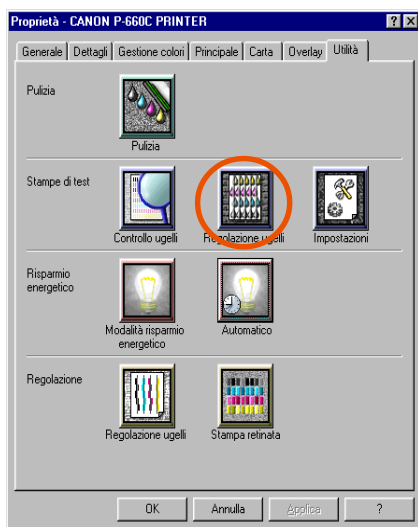 Proprietà - CANON P-660C PRINTER
Generale Dettagli Gestione colori Principale Carta Overlay Utilità
Pulizia
Pulizia
Stampe di test
Controllo ugelli Regolazione ugelli Impostazioni
Risparmio
energetico
Modalità risparmio
energetico
Automatico
Regolazione
Regolazione ugelli Stampa retinata
OK Annulla Applica ?